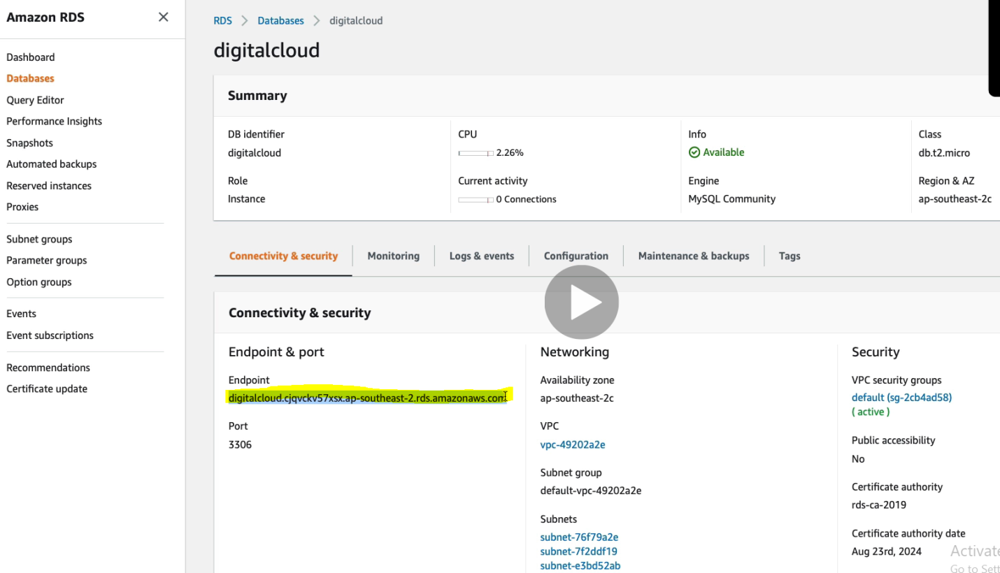 Amazon RDS
Dashboard
Databases
Query Editor
Performance Insights
Snapshots
Automated backups
Reserved instances
Proxies
Subnet groups
Parameter groups
Option groups
Events
Event subscriptions
Recommendations
Certificate update
RDS > Databases > digitalcloud
digitalcloud
Summary
DB identifier
digitalcloud
CPU
2.26%
Info
Available
Class
db.t2.micro
Role
Instance
Current activity
0 Connections
Engine
MySQL Community
Region & AZ
ap-southeast-2c
Connectivity & security
Monitoring
Logs & events
Configuration
Maintenance & backups
Tags
Connectivity & security
Endpoint & port
Endpoint
digitalcloud.cjqvckv57xsx.ap-southeast-2.rds.amazonaws.com
Port
3306
Networking
Availability zone
ap-southeast-2c
VPC
vpc-49202a2e
Subnet group
default-vpc-49202a2e
Subnets
subnet-76f79a2e
subnet-7f2ddf19
subnet-e3bd52ab
Security
VPC security groups
default (sg-2cb4ad58)
( active )
Public accessibility
No
Certificate authority
rds-ca-2019
Certificate authority date
Aug 23rd, 2024
Activate
Go to Sett